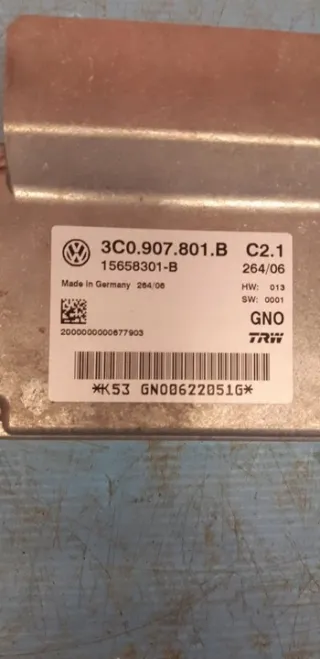 3C0.907.801.B C2.1
15658301-B 264/06
Made in Germany 264/06 HW: 013
SW: 0001
GNO
2000000000677903
TRW
*K53 GNO0622051G*